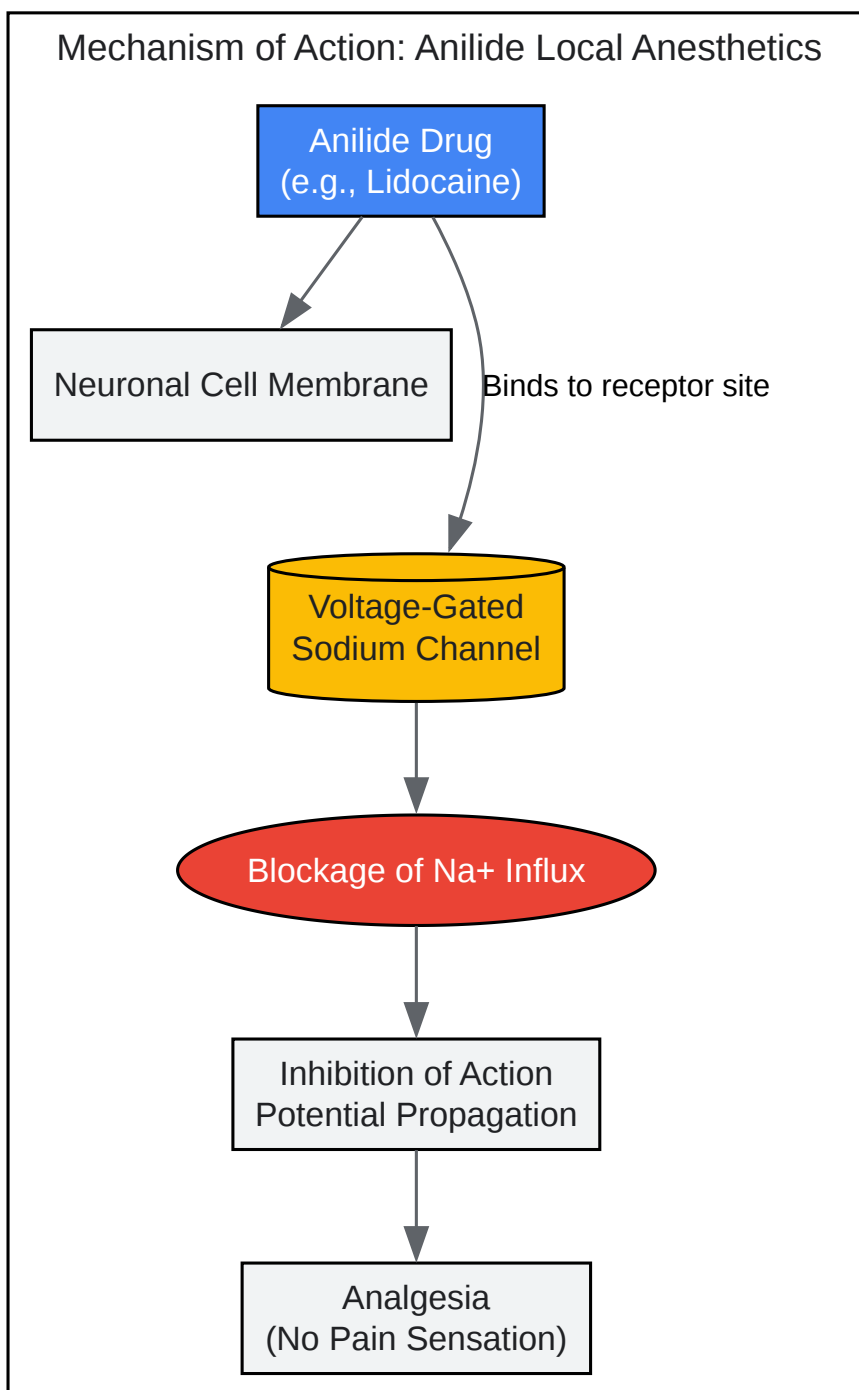 Mechanism of Action: Anilide Local Anesthetics
Anilide Drug
(e.g., Lidocaine)
Neuronal Cell Membrane
Binds to receptor site
Voltage-Gated
Sodium Channel
Blockage of Na+ Influx
Inhibition of Action
Potential Propagation
Analgesia
(No Pain Sensation)